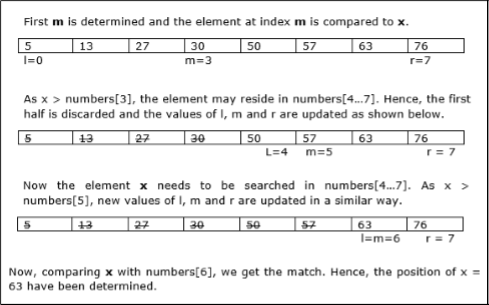 First m is determined and the element at index m is compared to x.
5 13 27 30 50 57 63 76
l=0 m=3 r=7
As x > numbers[3], the element may reside in numbers[4...7]. Hence, the first
half is discarded and the values of l, m and r are updated as shown below.
5 13 27 30 50 57 63 76
L=4 m=5 r = 7
Now the element x needs to be searched in numbers[4...7]. As x >
numbers[5], new values of l, m and r are updated in a similar way.
5 13 27 30 50 57 63 76
l=m=6 r = 7
Now, comparing x with numbers[6], we get the match. Hence, the position of x =
63 have been determined.